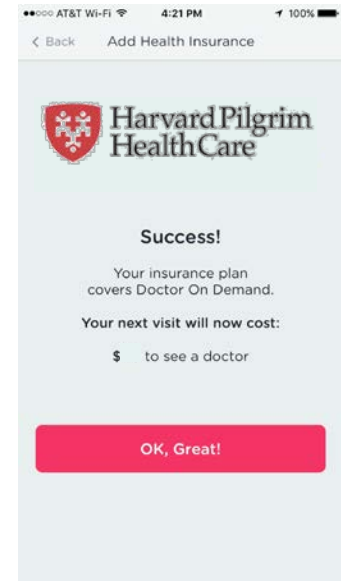 ●●○○○ AT&T Wi-Fi 4:21 PM 100%
< Back Add Health Insurance
Harvard Pilgrim
HealthCare
Success!
Your insurance plan
covers Doctor On Demand.
Your next visit will now cost:
$ to see a doctor
OK, Great!